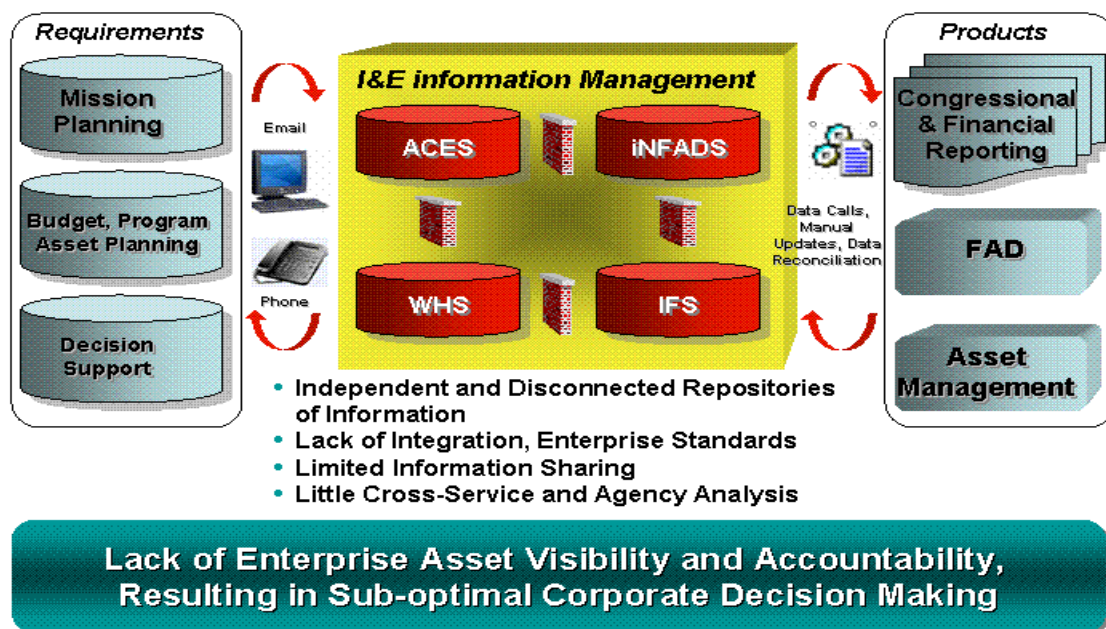 Requirements
Mission
Planning
Budget, Program
Asset Planning
Decision
Support
Email
Phone
I&E information Management
ACES
iNFADS
WHS
IFS
Data Calls,
Manual
Updates, Data
Reconciliation
Products
Congressional
& Financial
Reporting
FAD
Asset
Management
• Independent and Disconnected Repositories
of Information
• Lack of Integration, Enterprise Standards
• Limited Information Sharing
• Little Cross-Service and Agency Analysis
Lack of Enterprise Asset Visibility and Accountability,
Resulting in Sub-optimal Corporate Decision Making